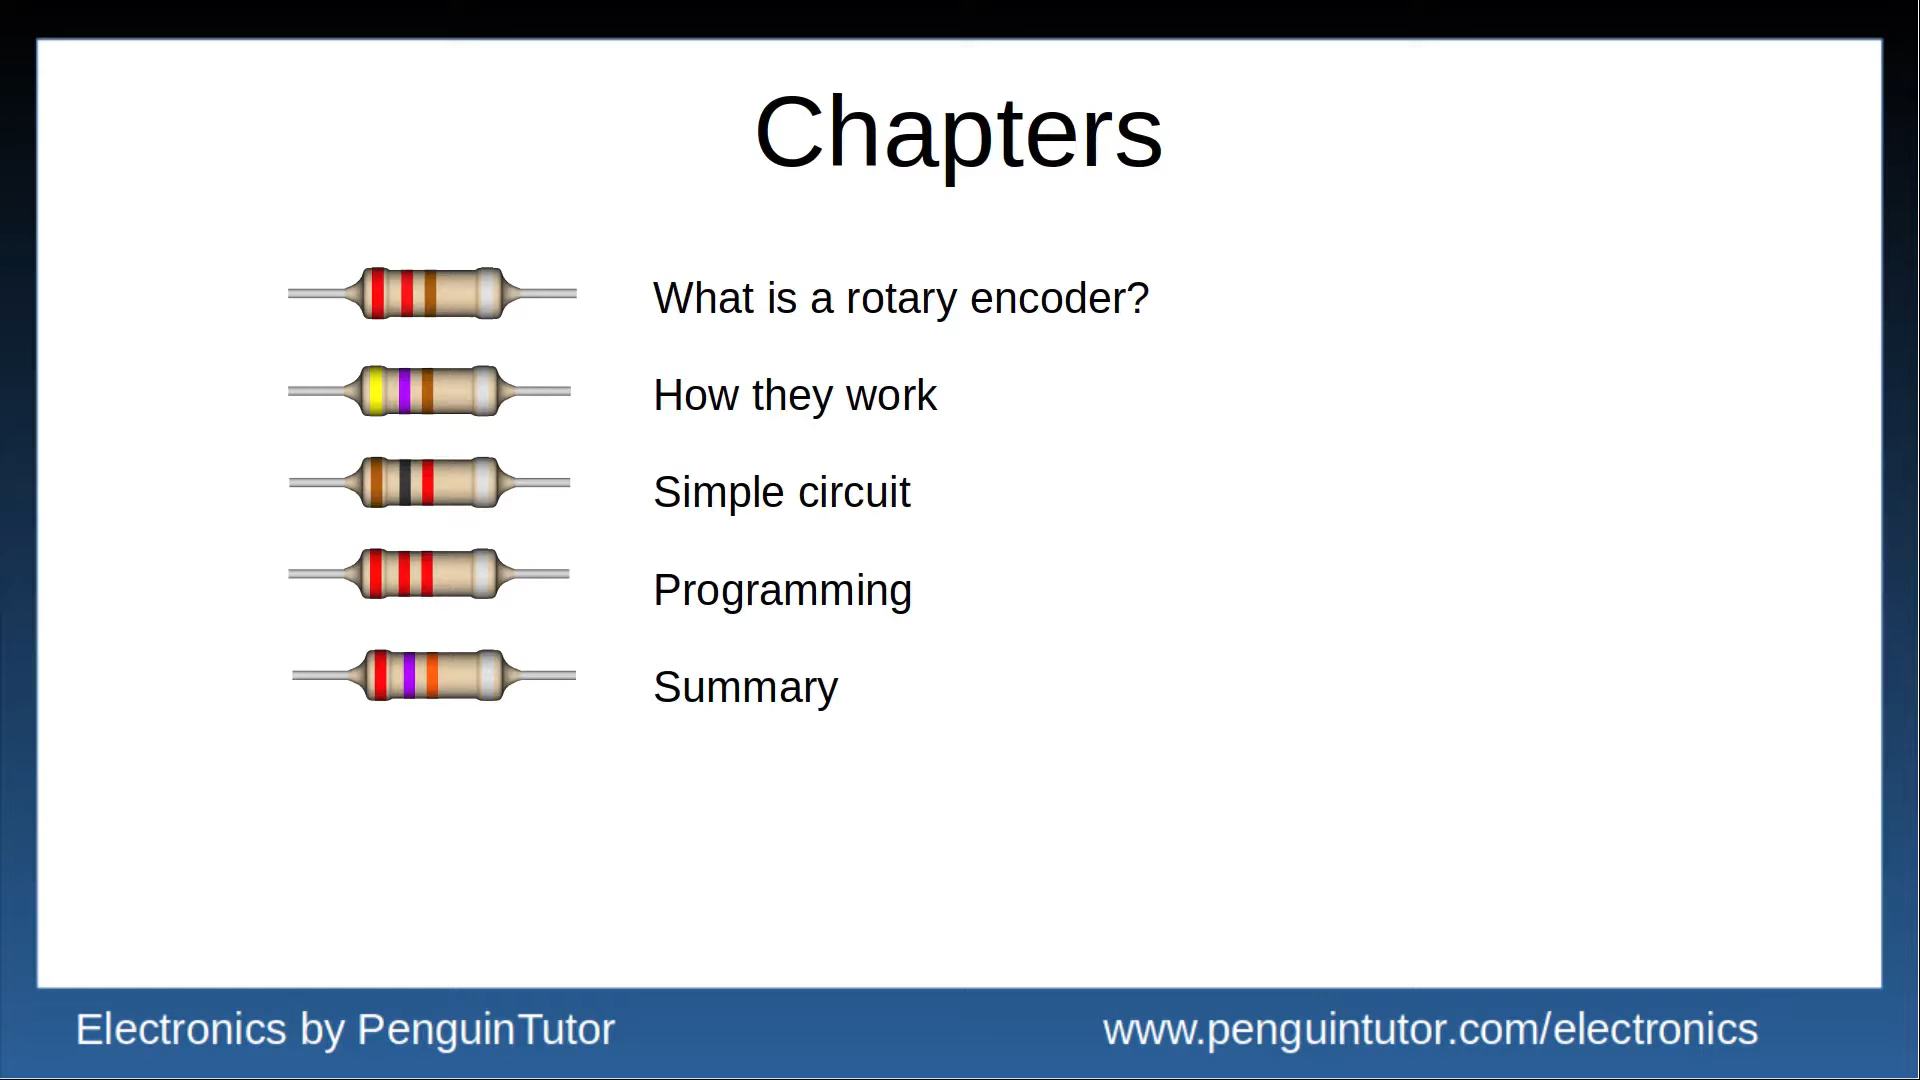 Chapters
What is a rotary encoder?
How they work
Simple circuit
Programming
Summary
Electronics by PenguinTutor
www.penguintutor.com/electronics